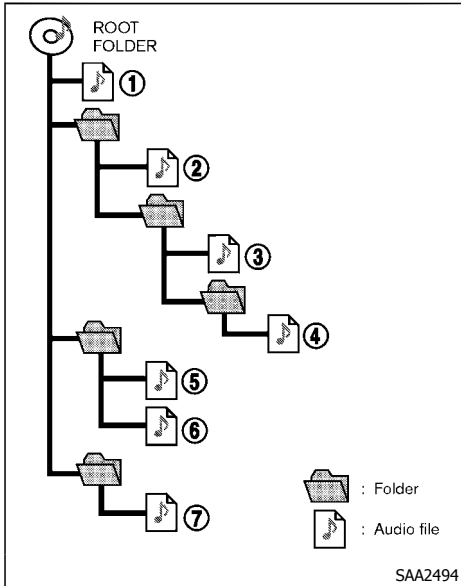 ROOT
FOLDER
1
2
3
4
5
6
7
: Folder
: Audio file
SAA2494